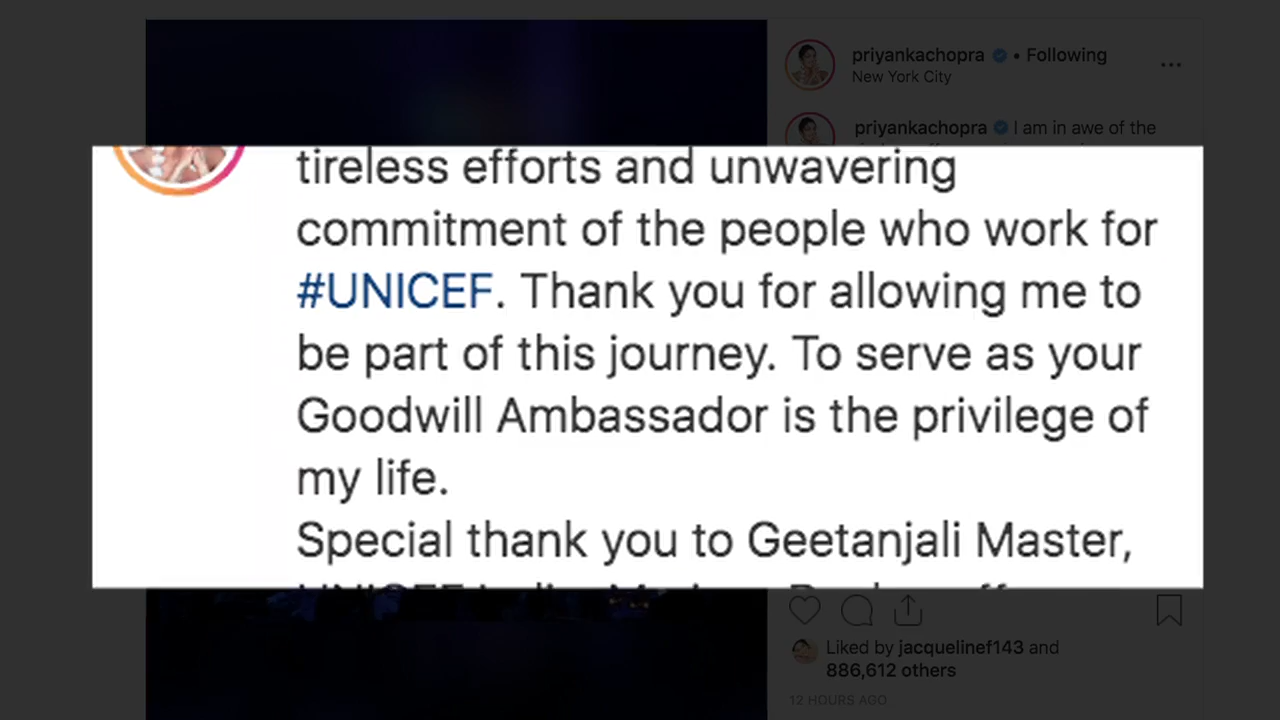 priyankachopra • Following
New York City
priyankachopra I am in awe of the
tireless efforts and unwavering
commitment of the people who work for
#UNICEF. Thank you for allowing me to
be part of this journey. To serve as your
Goodwill Ambassador is the privilege of
my life.
Special thank you to Geetanjali Master,
Liked by jacquelinef143 and
886,612 others
12 HOURS AGO